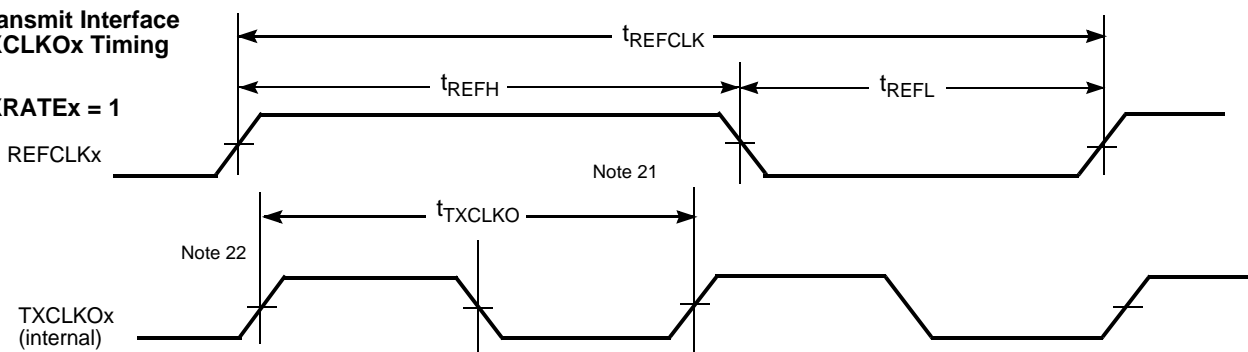 ansmit Interface
CLKOx Timing
RATEx = 1
tREFCLK
tREFH
tREFL
REFCLKx
Note 21
tTXCLKO
Note 22
TXCLKOx
(internal)